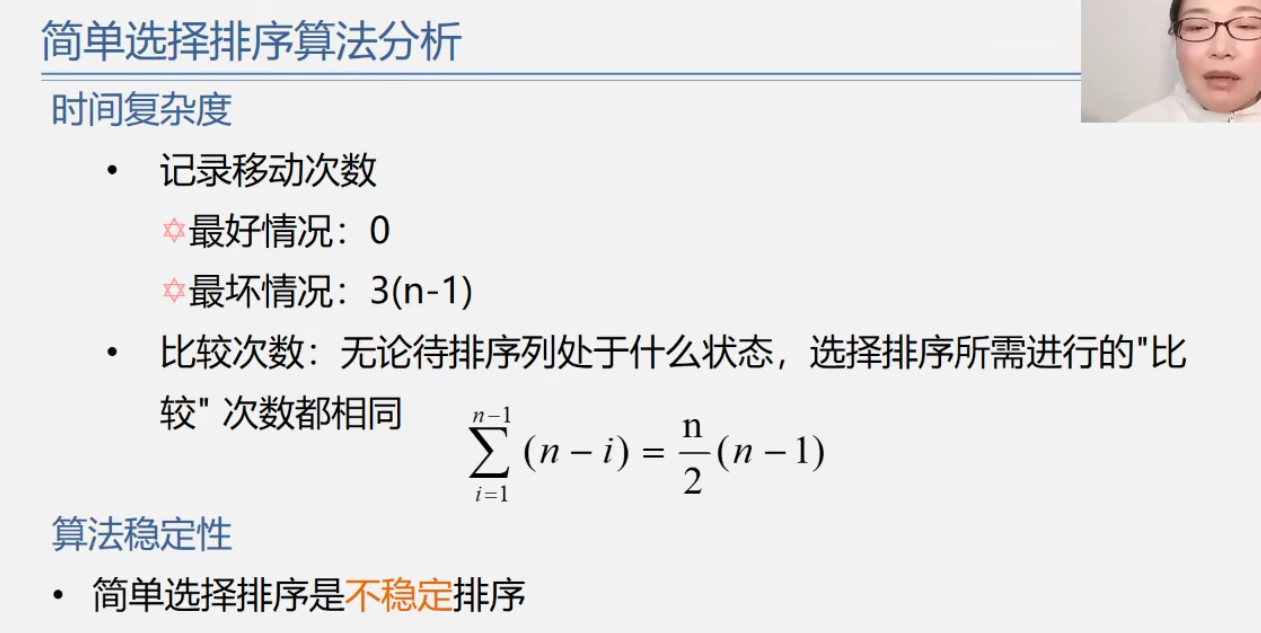 简单选择排序算法分析
时间复杂度
• 记录移动次数
✡最好情况：0
✡最坏情况：3(n-1)
• 比较次数：无论待排序列处于什么状态，选择排序所需进行的"比
较" 次数都相同
\sum_{i=1}^{n-1}(n-i)=\frac{n}{2}(n-1)
算法稳定性
• 简单选择排序是不稳定排序